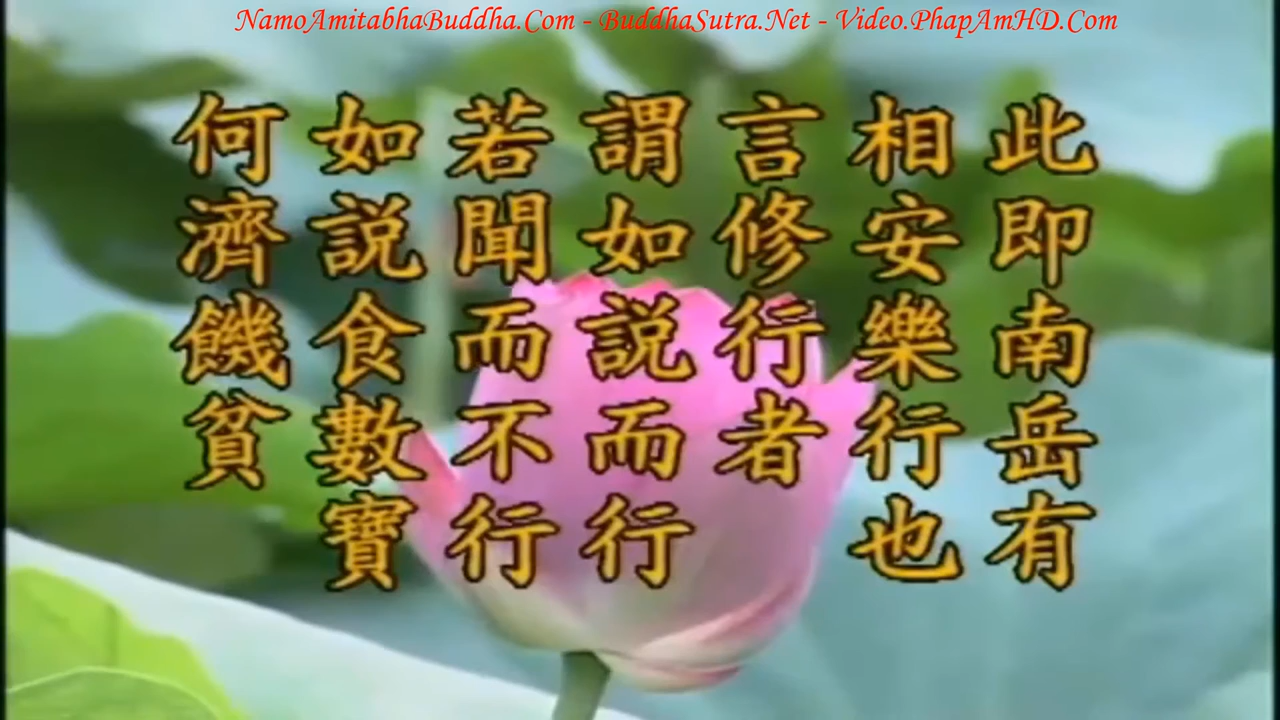 NamoAmitabhaBuddha.Com - BuddhaSutra.Net - Video.PhapAmHD.Com
此即南岳有
相安樂行也
言修行者
謂如說而行
若聞而不行
如說食數寶
何濟饑貧